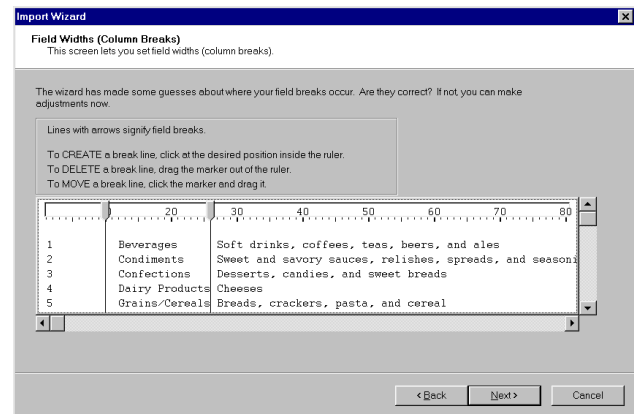 Import Wizard
Field Widths (Column Breaks)
This screen lets you set field widths (column breaks).
The wizard has made some guesses about where your field breaks occur. Are they correct? If not, you can make
adjustments now.
Lines with arrows signify field breaks.
To CREATE a break line, click at the desired position inside the ruler.
To DELETE a break line, drag the marker out of the ruler.
To MOVE a break line, click the marker and drag it.
20 30 40 50 60 70 80
1 Beverages Soft drinks, coffees, teas, beers, and ales
2 Condiments Sweet and savory sauces, relishes, spreads, and seasoni
3 Confections Desserts, candies, and sweet breads
4 Dairy Products Cheeses
5 Grains/Cereals Breads, crackers, pasta, and cereal
< Back Next > Cancel